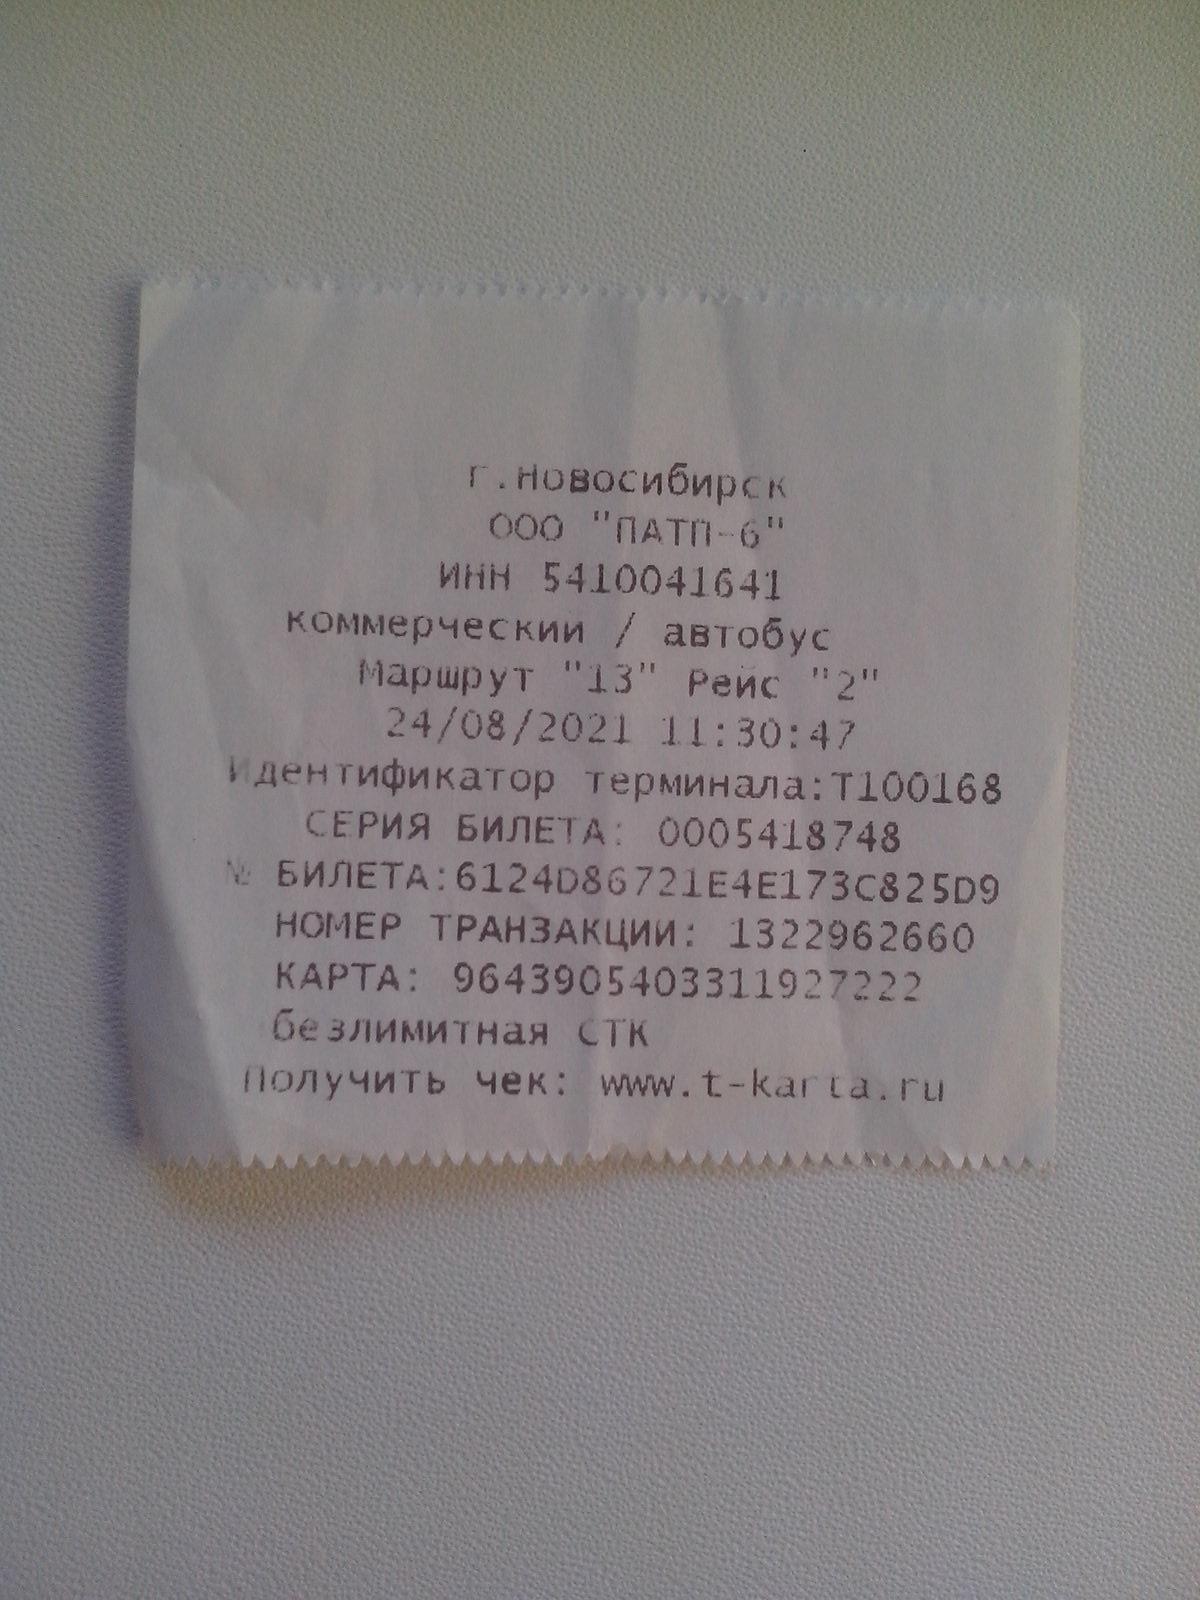 г.Новосибирск
ООО "ПАТП-6"
ИНН 5410041641
коммерческий / автобус
Маршрут "13" Рейс "2"
24/08/2021 11:30:47
Идентификатор терминала:T100168
СЕРИЯ БИЛЕТА: 0005418748
№ БИЛЕТА:6124D86721E4E173C825D9
НОМЕР ТРАНЗАКЦИИ: 1322962660
КАРТА: 9643905403311927222
безлимитная СТК
Получить чек: www.t-karta.ru